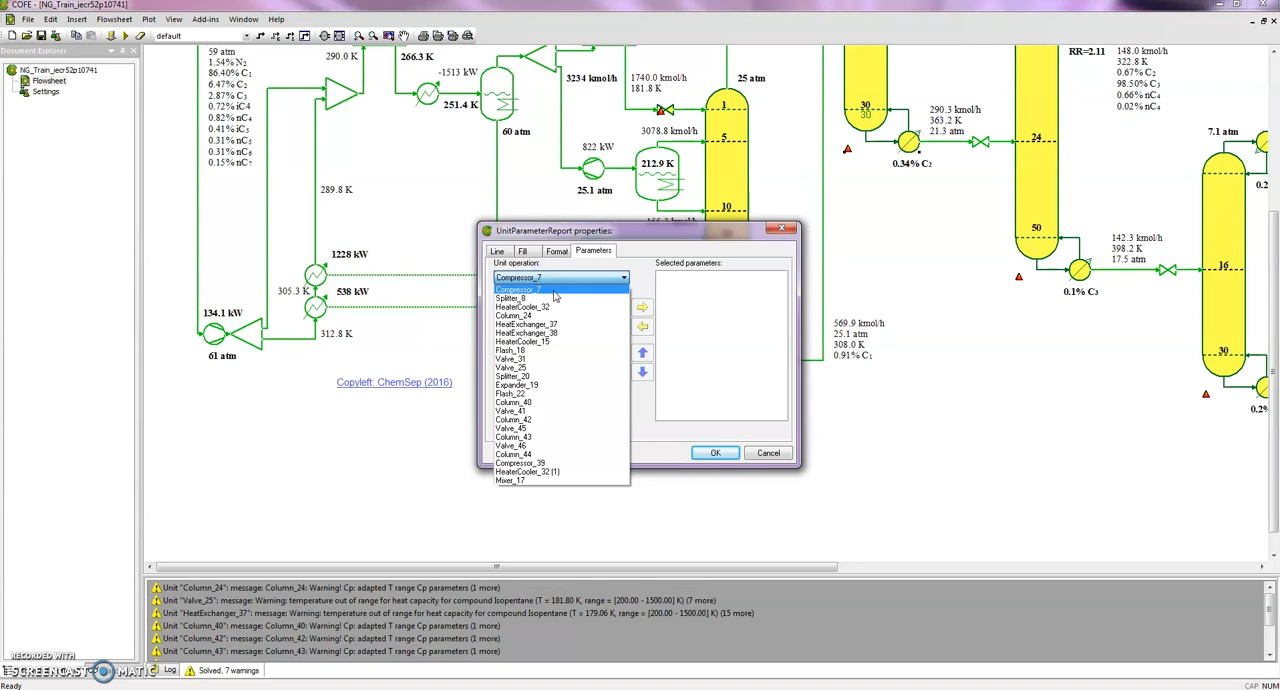 COFE - [NG_Train_iecr52p10741]
File Edit Insert Flowsheet Plot View Add-ins Window Help
default
Document Explorer
NG_Train_iecr52p10741
Flowsheet
Settings
59 atm
1.54% N2
86.40% C1
6.47% C2
2.87% C3
0.72% iC4
0.82% nC4
0.41% iC5
0.31% nC5
0.31% nC6
0.15% nC7
290.0 K
266.3 K
-1513 kW
251.4 K
60 atm
3234 kmol/h
1740.0 kmol/h
181.8 K
25 atm
1
5
10
3078.8 kmol/h
822 kW
212.9 K
25.1 atm
289.8 K
1228 kW
305.3 K
538 kW
134.1 kW
312.8 K
61 atm
Copyleft: ChemSep (2016)
30
30
290.3 kmol/h
363.2 K
21.3 atm
0.34% C2
RR=2.11
148.0 kmol/h
322.8 K
0.67% C2
98.50% C3
0.66% nC4
0.02% nC4
24
50
0.1% C3
142.3 kmol/h
398.2 K
17.5 atm
7.1 atm
16
30
0.2%
569.9 kmol/h
25.1 atm
308.0 K
0.91% C1
UnitParameterReport properties:
Line Fill Format Parameters
Unit operation:
Selected parameters:
Compressor_7
Compressor_7
Splitter_8
HeaterCooler_32
Column_24
HeatExchanger_37
HeatExchanger_38
HeaterCooler_15
Flash_18
Valve_31
Valve_25
Splitter_20
Expander_19
Flash_22
Column_40
Valve_41
Column_42
Valve_45
Column_43
Valve_46
Column_44
Compressor_39
HeaterCooler_32 (1)
Mixer_17
OK Cancel
Unit "Column_24": message: Column_24: Warning! Cp: adapted T range Cp parameters (1 more)
Unit "Valve_25": message: Warning: temperature out of range for heat capacity for compound Isopentane (T = 181.80 K, range = [200.00 - 1500.00] K) (7 more)
Unit "HeatExchanger_37": message: Warning: temperature out of range for heat capacity for compound Isopentane (T = 179.06 K, range = [200.00 - 1500.00] K) (15 more)
Unit "Column_40": message: Column_40: Warning! Cp: adapted T range Cp parameters (1 more)
Unit "Column_42": message: Column_42: Warning! Cp: adapted T range Cp parameters (1 more)
Unit "Column_43": message: Column_43: Warning! Cp: adapted T range Cp parameters (1 more)
Log Solved, 7 warnings
RECORDED WITH
SCREENCAST MATIC
Ready
CAP NUM